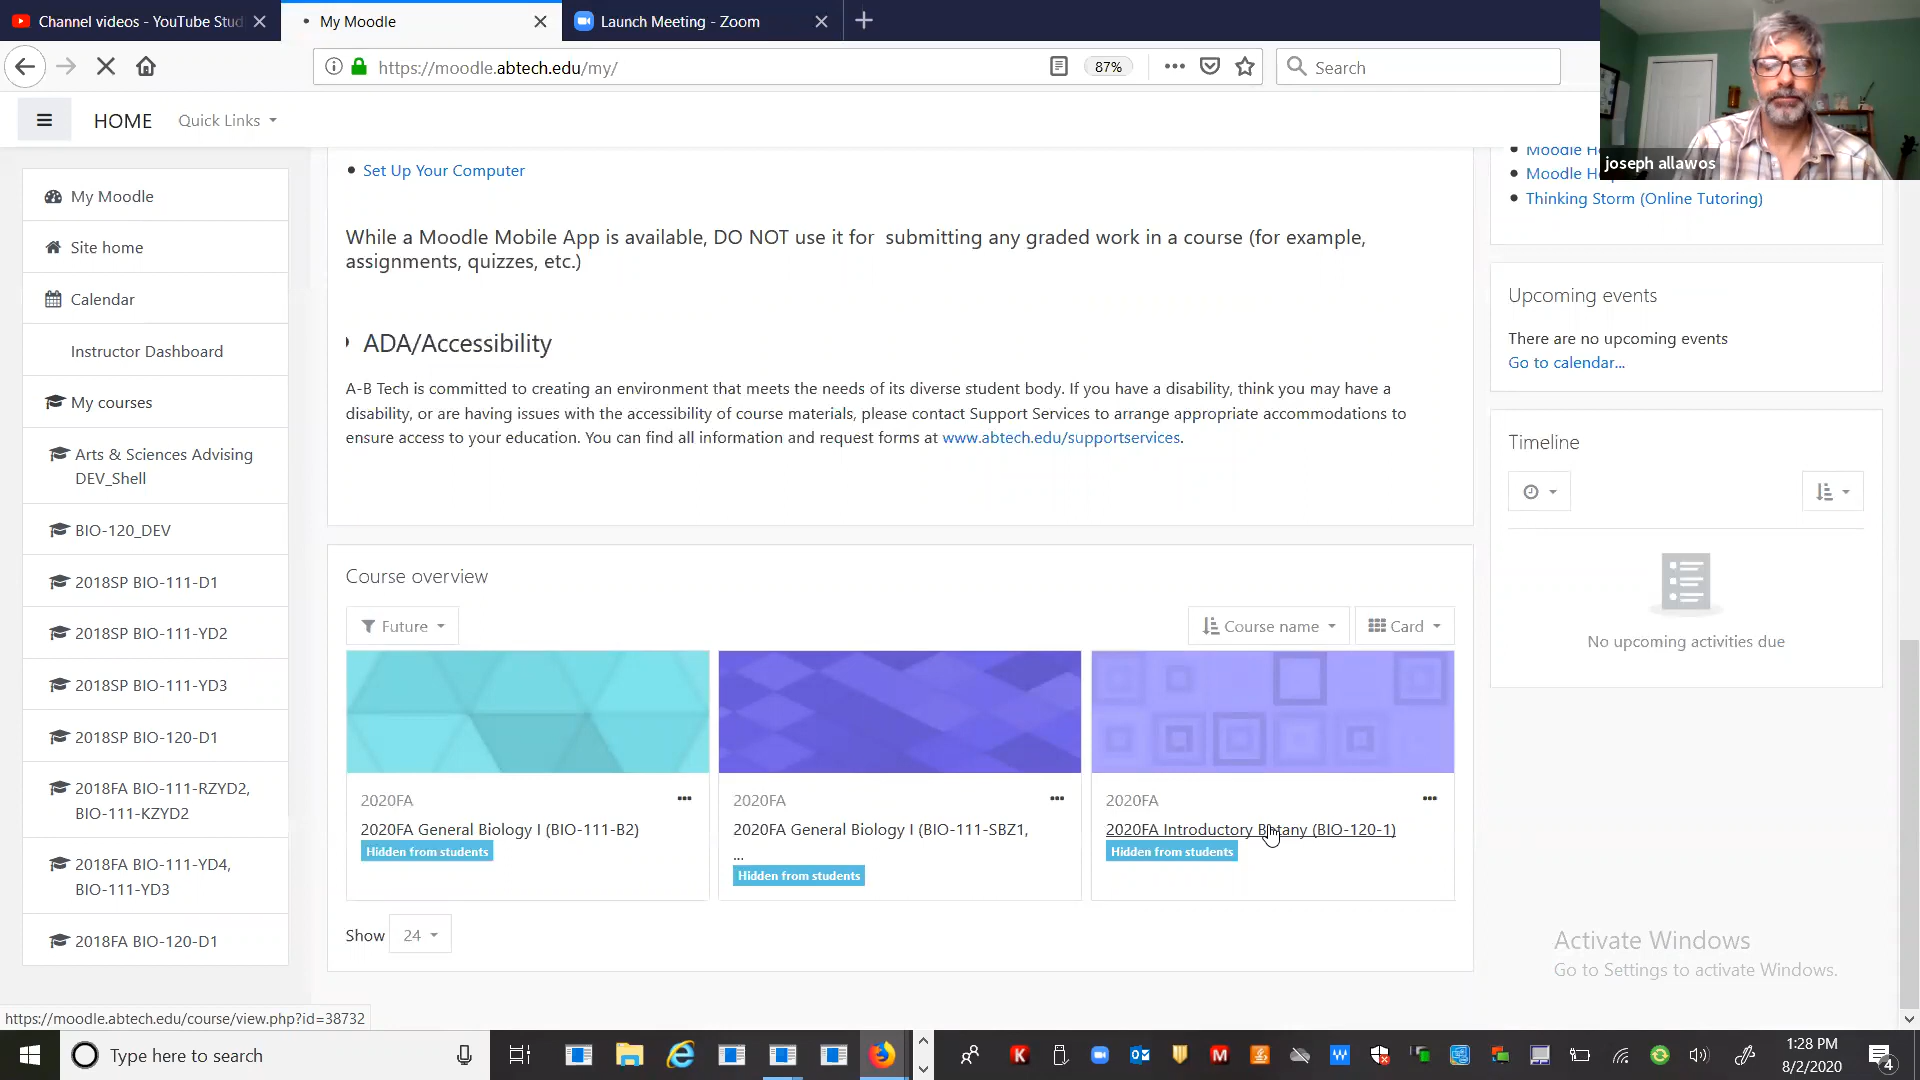 Channel videos - YouTube Stud
My Moodle
Launch Meeting - Zoom
https://moodle.abtech.edu/my/
87%
Search
HOME
Quick Links
joseph allawos
My Moodle
Site home
Calendar
Instructor Dashboard
My courses
Arts & Sciences Advising
DEV_Shell
BIO-120_DEV
2018SP BIO-111-D1
2018SP BIO-111-YD2
2018SP BIO-111-YD3
2018SP BIO-120-D1
2018FA BIO-111-RZYD2,
BIO-111-KZYD2
2018FA BIO-111-YD4,
BIO-111-YD3
2018FA BIO-120-D1
Set Up Your Computer
While a Moodle Mobile App is available, DO NOT use it for submitting any graded work in a course (for example,
assignments, quizzes, etc.)
ADA/Accessibility
A-B Tech is committed to creating an environment that meets the needs of its diverse student body. If you have a disability, think you may have a
disability, or are having issues with the accessibility of course materials, please contact Support Services to arrange appropriate accommodations to
ensure access to your education. You can find all information and request forms at www.abtech.edu/supportservices.
Course overview
Future
Course name
Card
2020FA
2020FA General Biology I (BIO-111-B2)
Hidden from students
2020FA
2020FA General Biology I (BIO-111-SBZ1,
...
Hidden from students
2020FA
2020FA Introductory Botany (BIO-120-1)
Hidden from students
Show 24
Moodle H
Moodle H
Thinking Storm (Online Tutoring)
Upcoming events
There are no upcoming events
Go to calendar...
Timeline
No upcoming activities due
Activate Windows
Go to Settings to activate Windows.
https://moodle.abtech.edu/course/view.php?id=38732
Type here to search
1:28 PM
8/2/2020
4